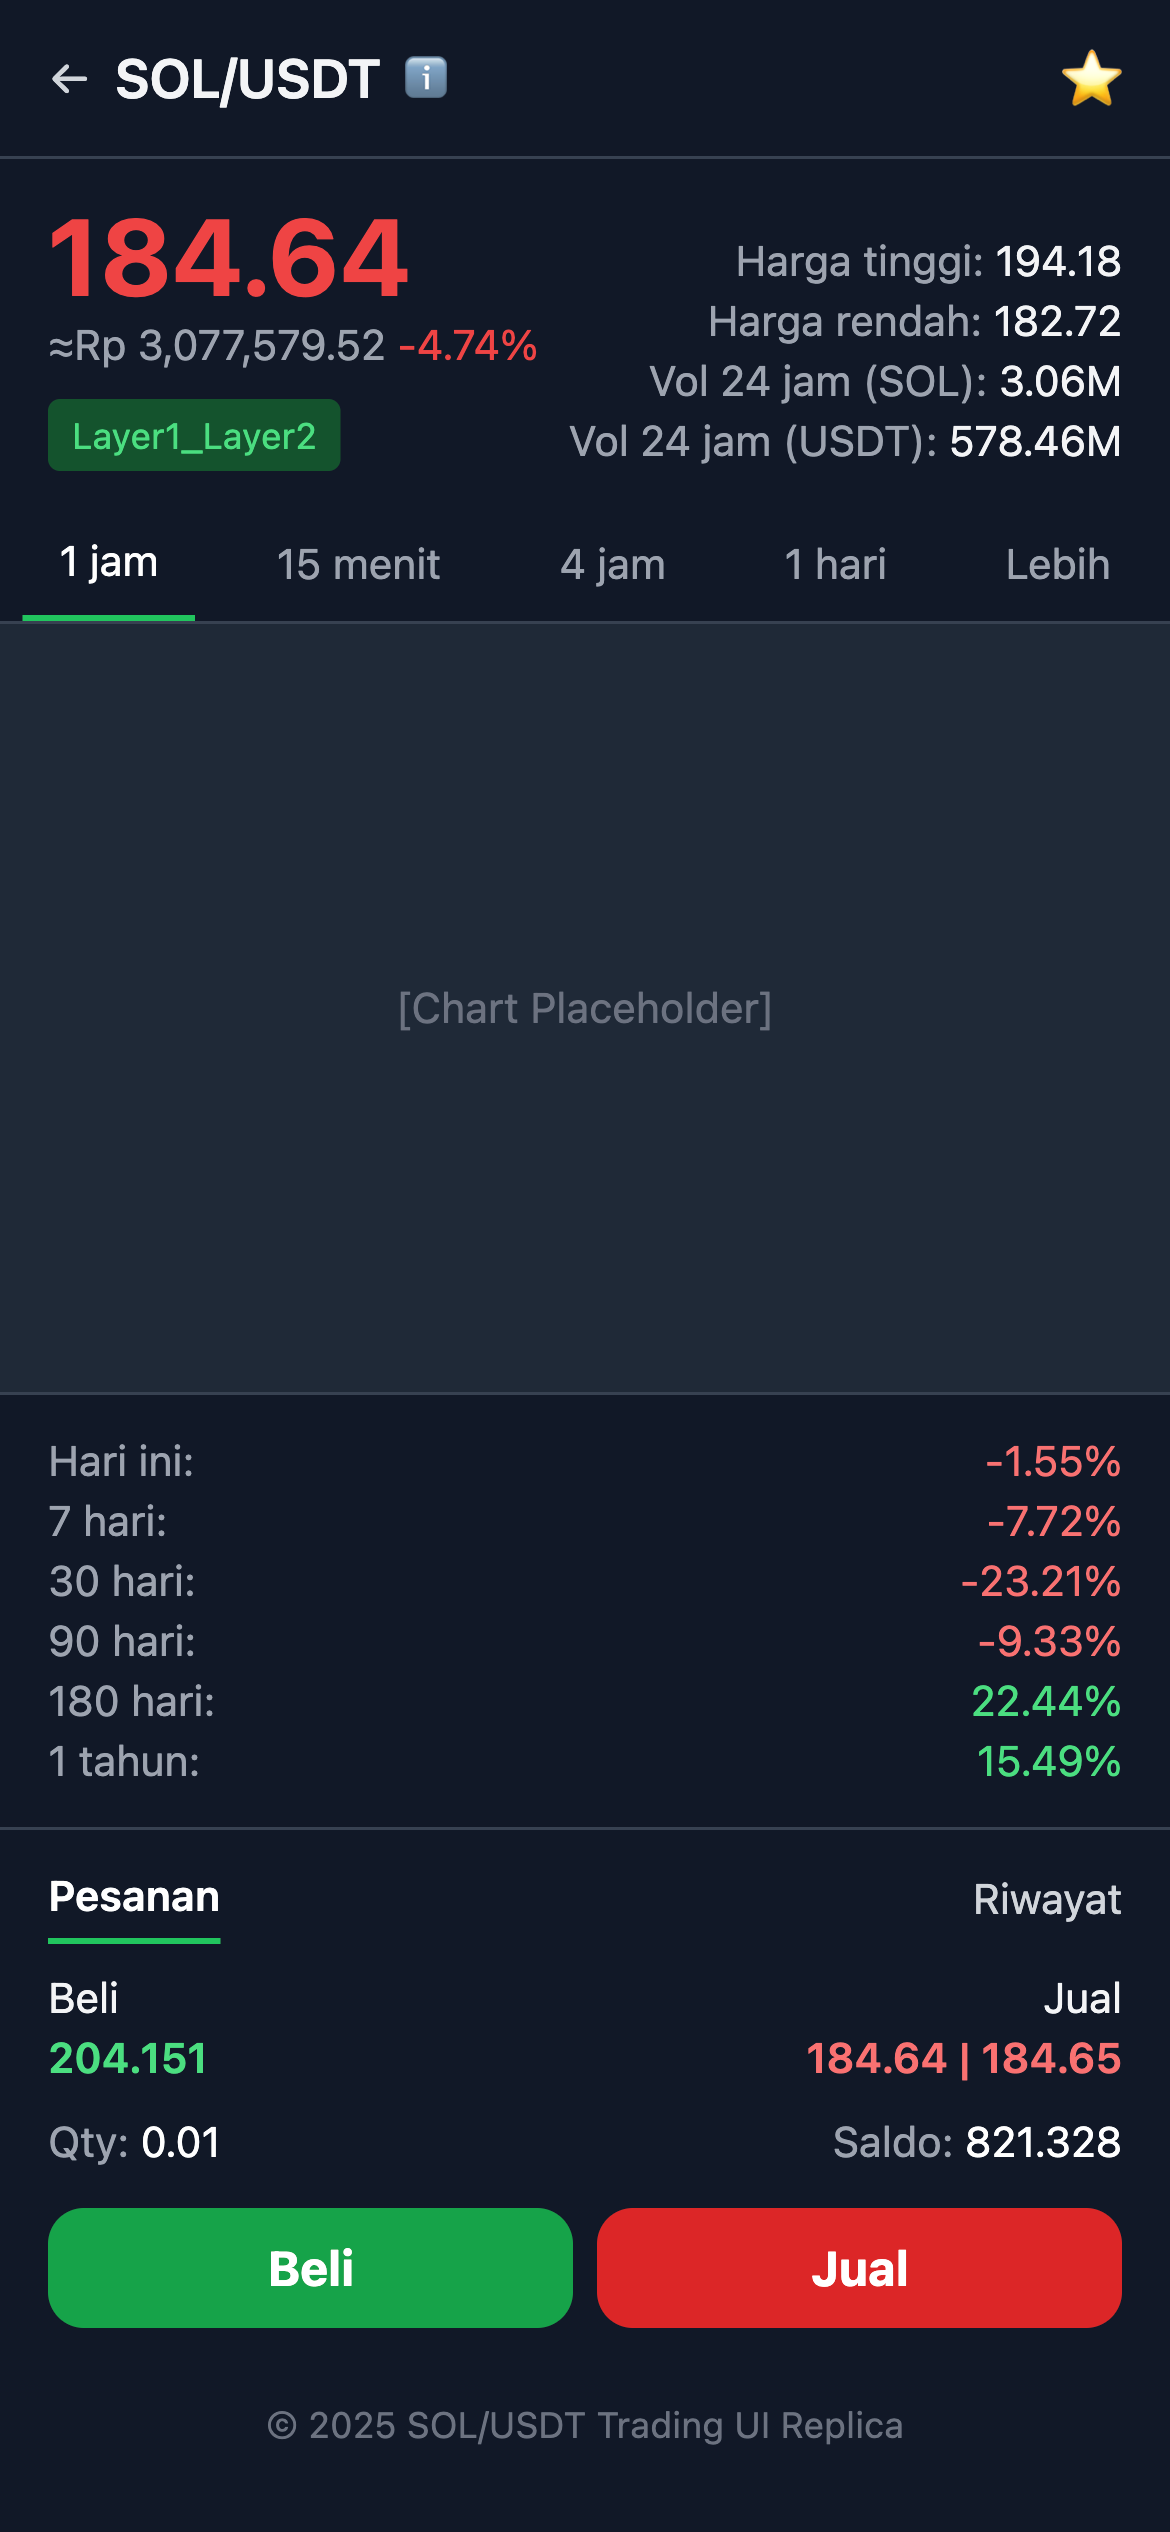 ← SOL/USDT ℹ️ ⭐
184.64
≈Rp 3,077,579.52 -4.74%
Layer1_Layer2
Harga tinggi: 194.18
Harga rendah: 182.72
Vol 24 jam (SOL): 3.06M
Vol 24 jam (USDT): 578.46M
1 jam 15 menit 4 jam 1 hari Lebih
[Chart Placeholder]
Hari ini: -1.55%
7 hari: -7.72%
30 hari: -23.21%
90 hari: -9.33%
180 hari: 22.44%
1 tahun: 15.49%
Pesanan Riwayat
Beli Jual
204.151 184.64 | 184.65
Qty: 0.01 Saldo: 821.328
Beli Jual
© 2025 SOL/USDT Trading UI Replica